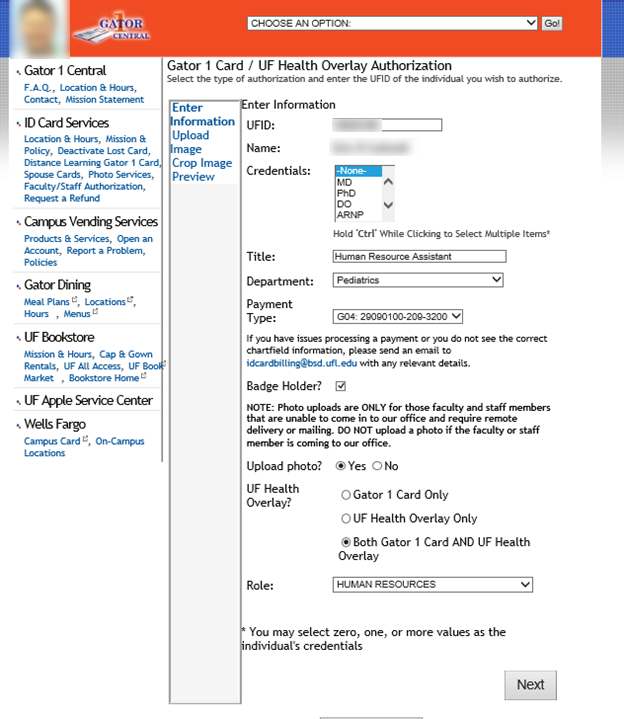 GATOR
1
CENTRAL
CHOOSE AN OPTION:
Go!
Gator 1 Central
F.A.Q., Location & Hours,
Contact, Mission Statement
ID Card Services
Location & Hours, Mission &
Policy, Deactivate Lost Card,
Distance Learning Gator 1 Card,
Spouse Cards, Photo Services,
Faculty/Staff Authorization,
Request a Refund
Campus Vending Services
Products & Services, Open an
Account, Report a Problem,
Policies
Gator Dining
Meal Plans, Locations,
Hours , Menus
UF Bookstore
Mission & Hours, Cap & Gown
Rentals, UF All Access, UF Book
Market , Bookstore Home
UF Apple Service Center
Wells Fargo
Campus Card, On-Campus
Locations
Gator 1 Card / UF Health Overlay Authorization
Select the type of authorization and enter the UFID of the individual you wish to authorize.
Enter
Information
Upload
Image
Crop Image
Preview
Enter Information
UFID:
Name:
Credentials:
-None-
MD
PhD
DO
ARNP
Hold 'Ctrl' While Clicking to Select Multiple Items*
Title: Human Resource Assistant
Department: Pediatrics
Payment
Type: G04: 29090100-209-3200
If you have issues processing a payment or you do not see the correct
chartfield information, please send an email to
idcardbilling@bsd.ufl.edu with any relevant details.
Badge Holder?
NOTE: Photo uploads are ONLY for those faculty and staff members
that are unable to come in to our office and require remote
delivery or mailing. DO NOT upload a photo if the faculty or staff
member is coming to our office.
Upload photo? Yes No
UF Health
Overlay?
Gator 1 Card Only
UF Health Overlay Only
Both Gator 1 Card AND UF Health
Overlay
Role: HUMAN RESOURCES
* You may select zero, one, or more values as the
individual's credentials
Next